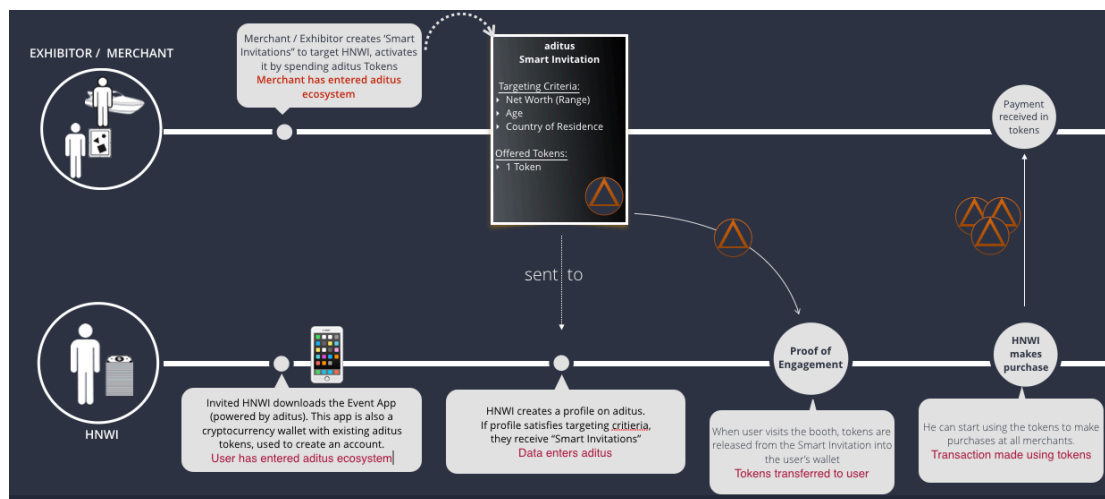 EXHIBITOR / MERCHANT
Merchant / Exhibitor creates ‘Smart
Invitations” to target HNWI, activates
it by spending aditus Tokens
Merchant has entered aditus
ecosystem
aditus
Smart Invitation
Targeting Criteria:
Net Worth (Range)
Age
Country of Residence
Offered Tokens:
1 Token
Payment
received in
tokens
sent to
HNWI
Invited HNWI downloads the Event App
(powered by aditus). This app is also a
cryptocurrency wallet with existing aditus
tokens, used to create an account.
User has entered aditus ecosystem
HNWI creates a profile on aditus.
If profile satisfies targeting critieria,
they receive “Smart Invitations”
Data enters aditus
Proof of
Engagement
When user visits the booth, tokens are
released from the Smart Invitation into
the user’s wallet
Tokens transferred to user
HNWI
makes
purchase
He can start using the tokens to make
purchases at all merchants.
Transaction made using tokens